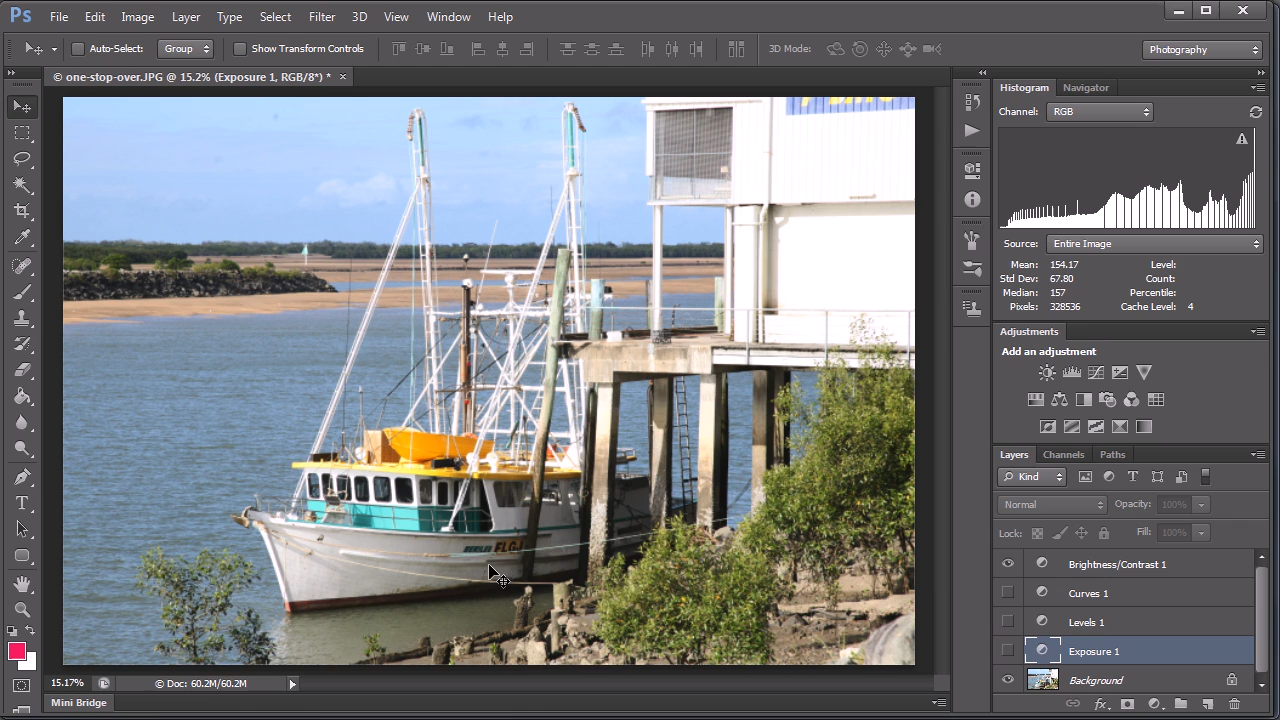 Ps File Edit Image Layer Type Select Filter 3D View Window Help
Auto-Select: Group Show Transform Controls 3D Mode: Photography
© one-stop-over.JPG @ 15.2% (Exposure 1, RGB/8*) * ×
Histogram Navigator
Channel: RGB
Source: Entire Image
Mean: 154.17 Level:
Std Dev: 67.80 Count:
Median: 157 Percentile:
Pixels: 328536 Cache Level: 4
Adjustments
Add an adjustment
Layers Channels Paths
Kind
Normal Opacity: 100%
Lock: Fill: 100%
Brightness/Contrast 1
Curves 1
Levels 1
Exposure 1
Background
FLGJ
15.17% © Doc: 60.2M/60.2M
Mini Bridge